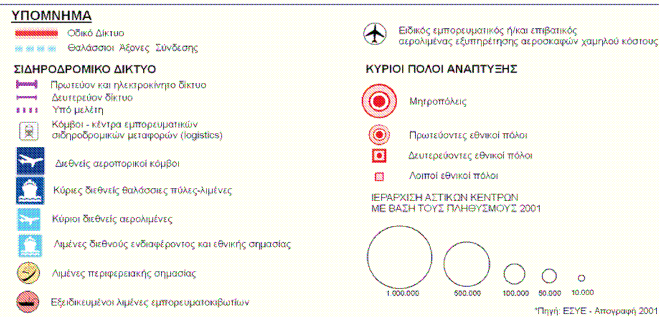 ΥΠΟΜΝΗΜΑ
Οδικό Δίκτυο
Θαλάσσιοι Άξονες Σύνδεσης
ΣΙΔΗΡΟΔΡΟΜΙΚΟ ΔΙΚΤΥΟ
Πρωτεύον και ηλεκτροκίνητο δίκτυο
Δευτερεύον δίκτυο
Υπό μελέτη
Κόμβοι - κέντρα εμπορευματικών
σιδηροδρομικών μεταφορών (logistics)
Διεθνείς αεροπορικοί κόμβοι
Κύριες διεθνείς θαλάσσιες πύλες-λιμένες
Κύριοι διεθνείς αερολιμένες
Λιμένες διεθνούς ενδιαφέροντος και εθνικής σημασίας
Λιμένες περιφερειακής σημασίας
Εξειδικευμένοι λιμένες εμπορευματοκιβωτίων
Ειδικός εμπορευματικός ή/και επιβατικός
αερολιμένας εξυπηρέτησης αεροσκαφών χαμηλού κόστους
ΚΥΡΙΟΙ ΠΟΛΟΙ ΑΝΑΠΤΥΞΗΣ
Μητροπόλεις
Πρωτεύοντες εθνικοί πόλοι
Δευτερεύοντες εθνικοί πόλοι
Λοιποί εθνικοί πόλοι
ΙΕΡΑΡΧΙΣΗ ΑΣΤΙΚΩΝ ΚΕΝΤΡΩΝ
ΜΕ ΒΑΣΗ ΤΟΥΣ ΠΛΗΘΥΣΜΟΥΣ 2001
1.000.000 500.000 100.000 50.000 10.000
*Πηγή: ΕΣΥΕ - Απογραφή 2001